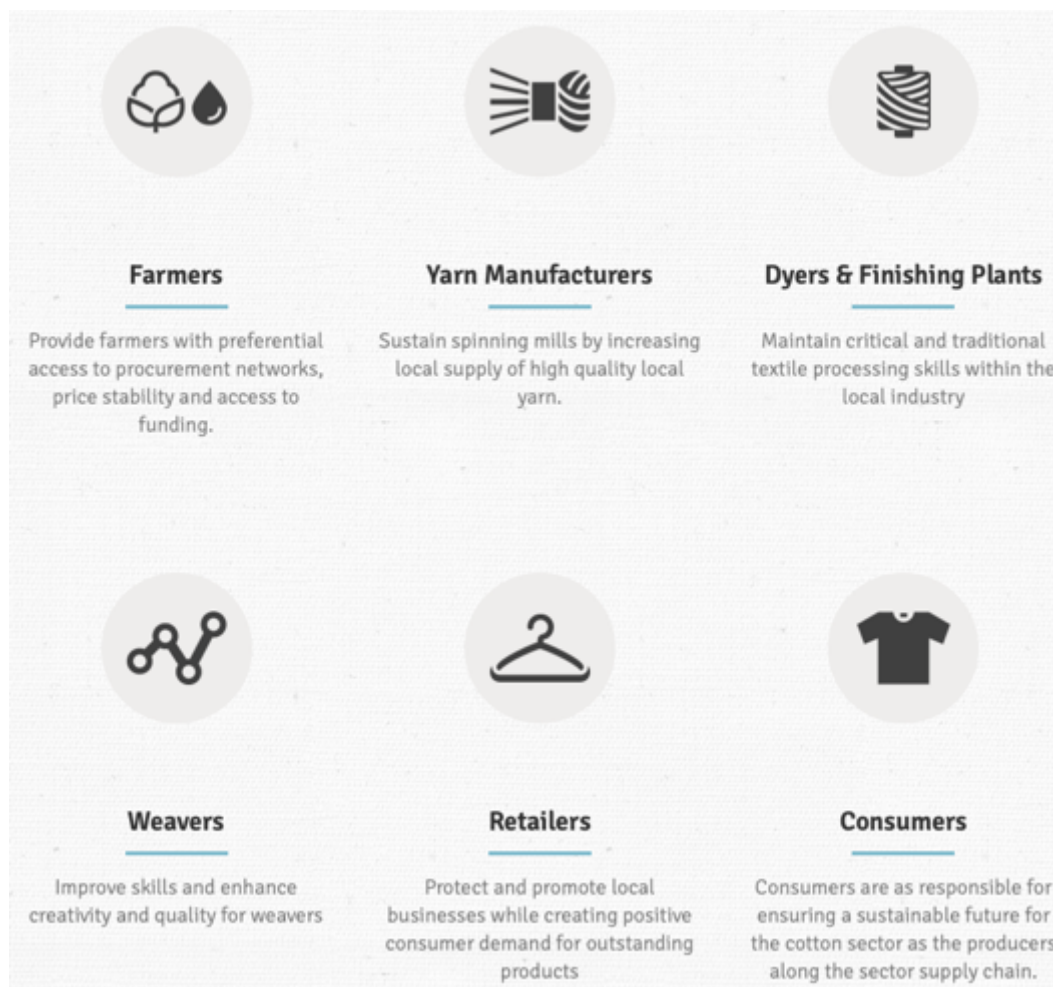 Farmers
Provide farmers with preferential
access to procurement networks,
price stability and access to
funding.
Yarn Manufacturers
Sustain spinning mills by increasing
local supply of high quality local
yarn.
Dyers & Finishing Plants
Maintain critical and traditional
textile processing skills within the
local industry
Weavers
Improve skills and enhance
creativity and quality for weavers
Retailers
Protect and promote local
businesses while creating positive
consumer demand for outstanding
products
Consumers
Consumers are as responsible for
ensuring a sustainable future for
the cotton sector as the producers
along the sector supply chain.